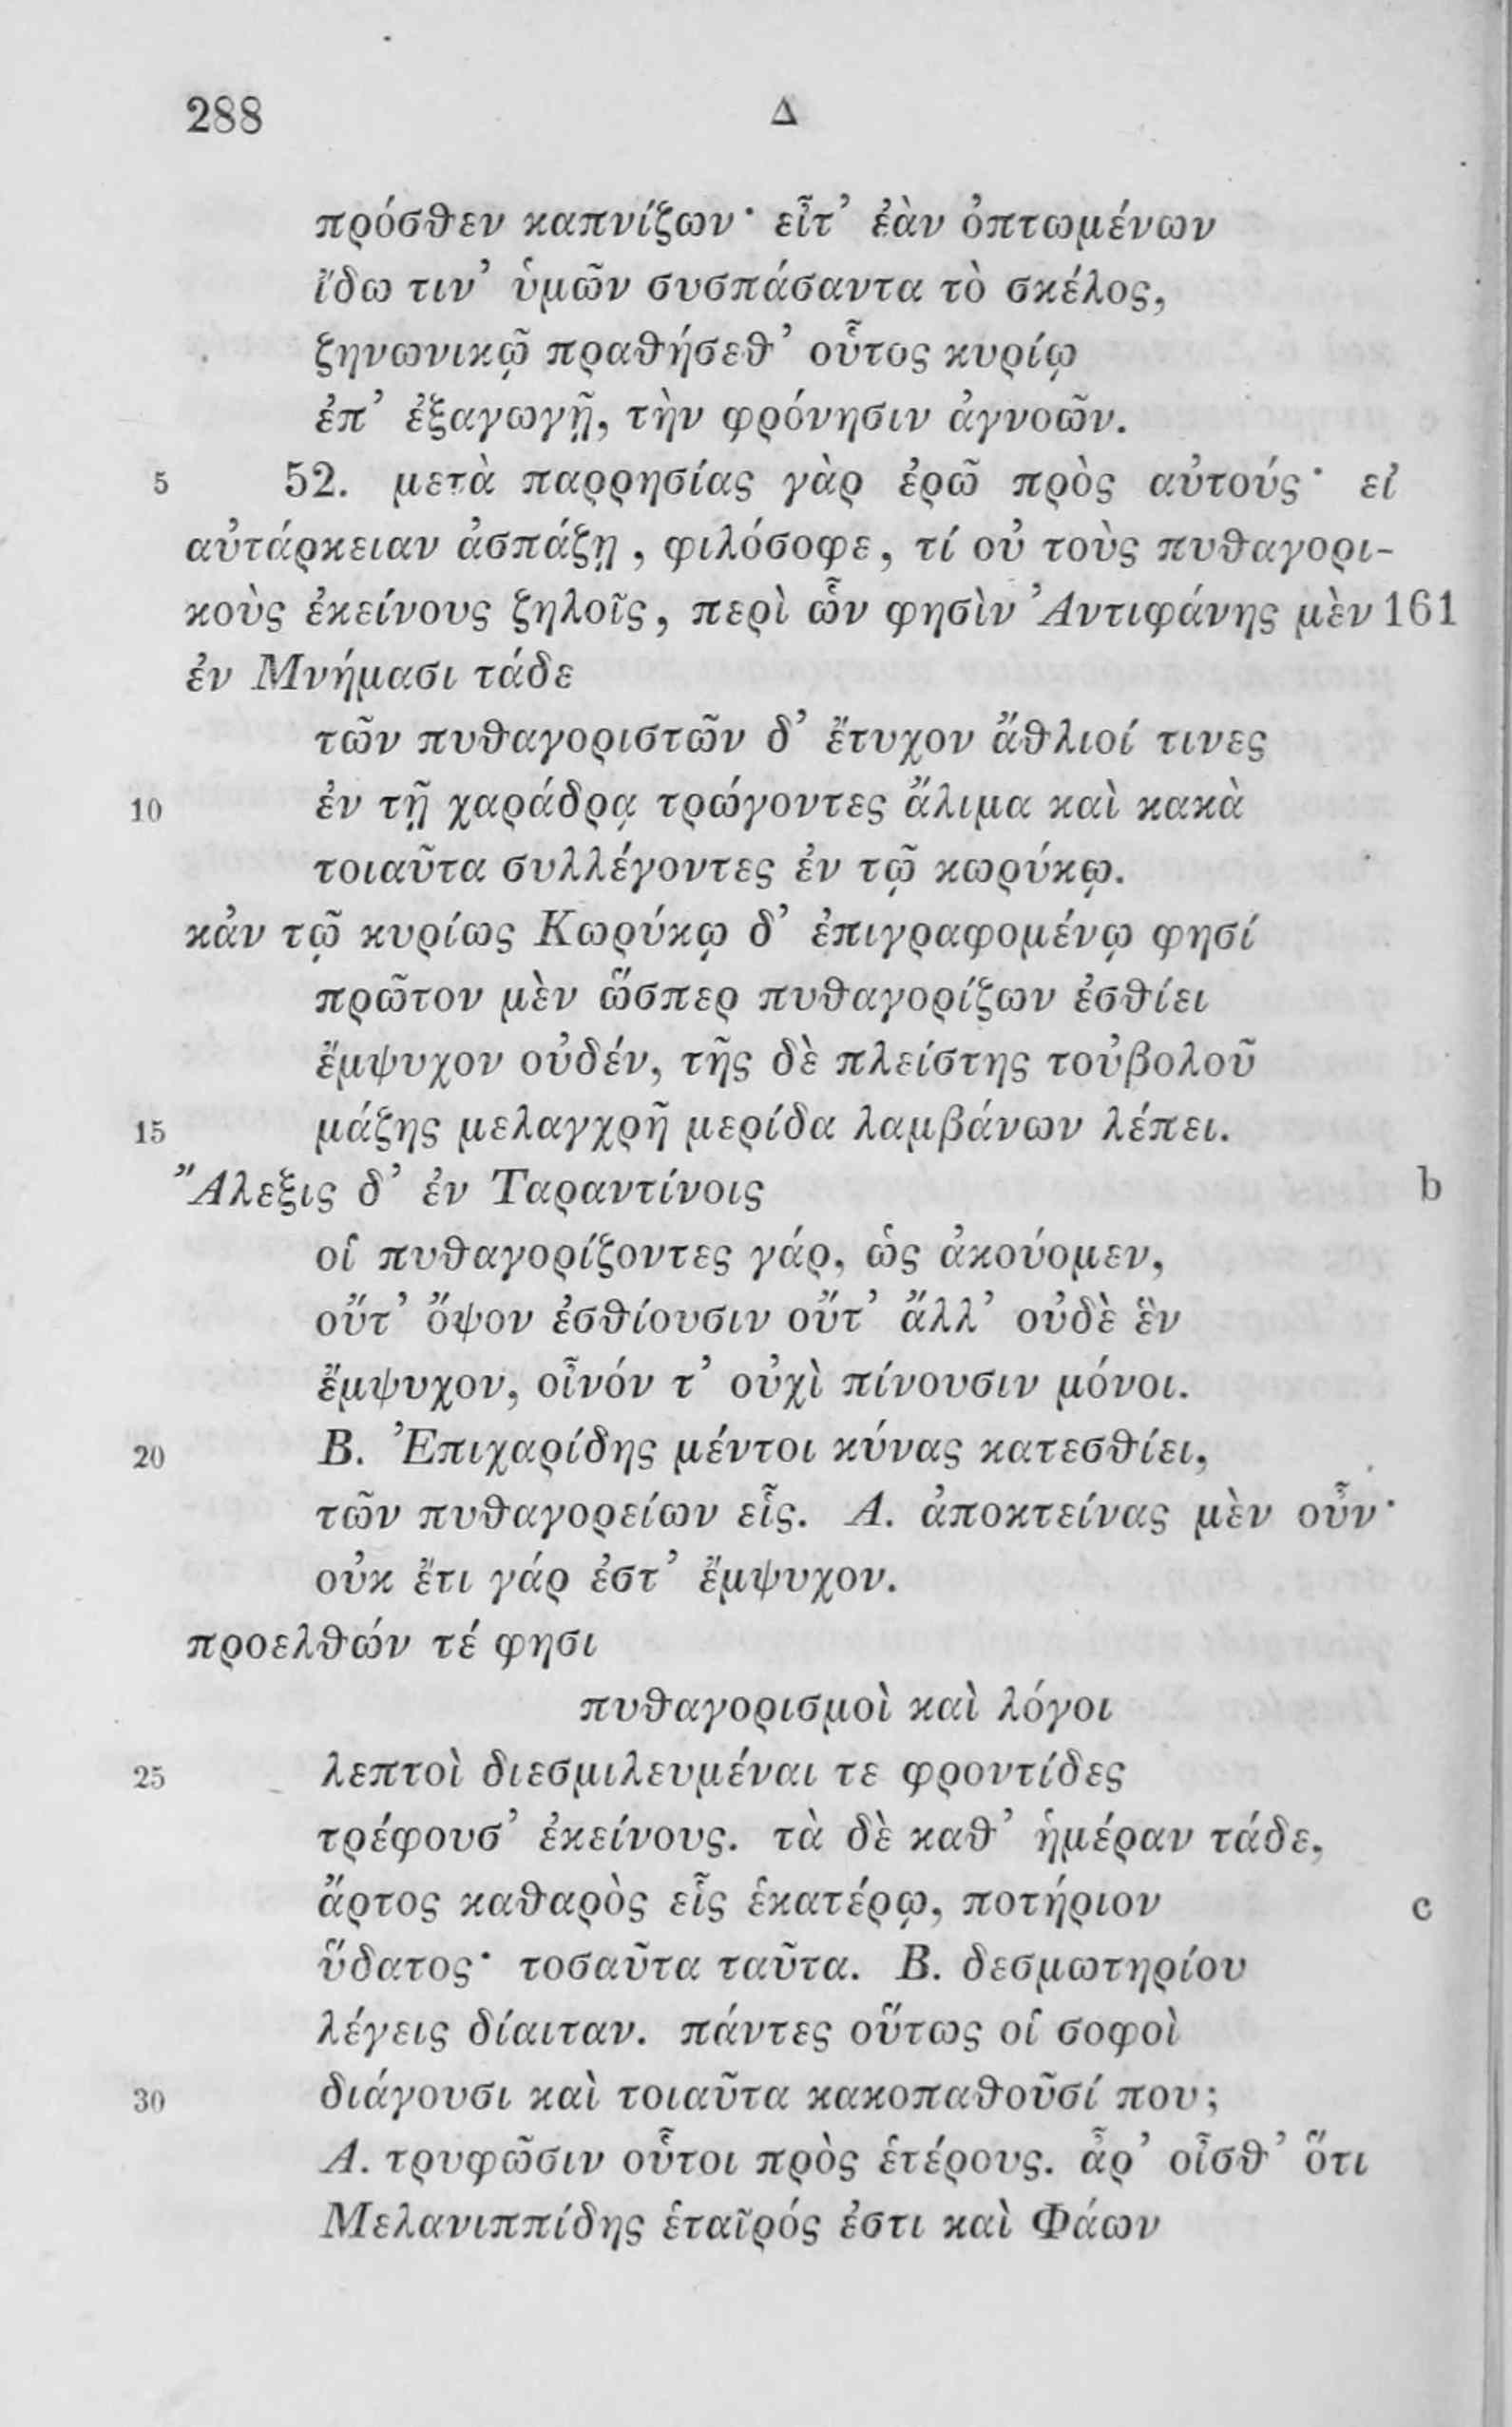 288 Δ
πρόσθεν καπνίζων· εἶτ’ ἐὰν ὀπτωμένων
ἴδω τιν’ ὑμῶν συσπάσαντα τὸ σκέλος,
ζηνωνικῷ πραθήσεθ’ οὗτος κυρίῳ
ἐπ’ ἐξαγωγῇ, τὴν φρόνησιν ἀγνοῶν.
5 52. μετὰ παρρησίας γὰρ ἐρῶ πρὸς αὐτούς· εἰ
αὐτάρκειαν ἀσπάζῃ, φιλόσοφε, τί οὐ τοὺς πυθαγορι-
κοὺς ἐκείνους ζηλοῖς, περὶ ὧν φησὶν Ἀντιφάνης μὲν 161
ἐν Μνήμασι τάδε
τῶν πυθαγοριστῶν δ’ ἔτυχον ἄθλιοί τινες
10 ἐν τῇ χαράδρᾳ τρώγοντες ἅλιμα καὶ κακὰ
τοιαῦτα συλλέγοντες ἐν τῷ κωρύκῳ.
κἀν τῷ κυρίως Κωρύκῳ δ’ ἐπιγραφομένῳ φησί
πρῶτον μὲν ὥσπερ πυθαγορίζων ἐσθίει
ἔμψυχον οὐδέν, τῆς δὲ πλείστης τοὐβολοῦ
15 μάζης μελαγχρῆ μερίδα λαμβάνων λέπει.
Ἄλεξις δ’ ἐν Ταραντίνοις b
οἱ πυθαγορίζοντες γάρ, ὡς ἀκούομεν,
οὔτ’ ὄψον ἐσθίουσιν οὔτ’ ἄλλ’ οὐδὲ ἓν
ἔμψυχον, οἶνόν τ’ οὐχὶ πίνουσιν μόνοι.
20 Β. Ἐπιχαρίδης μέντοι κύνας κατεσθίει,
τῶν πυθαγορείων εἷς. Α. ἀποκτείνας μὲν οὖν·
οὐκ ἔτι γάρ ἐστ’ ἔμψυχον.
προελθών τέ φησι
πυθαγορισμοὶ καὶ λόγοι
25 λεπτοὶ διεσμιλευμέναι τε φροντίδες
τρέφουσ’ ἐκείνους. τὰ δὲ καθ’ ἡμέραν τάδε,
ἄρτος καθαρὸς εἷς ἑκατέρῳ, ποτήριον c
ὕδατος· τοσαῦτα ταῦτα. Β. δεσμωτηρίου
λέγεις δίαιταν. πάντες οὕτως οἱ σοφοὶ
30 διάγουσι καὶ τοιαῦτα κακοπαθοῦσί που;
Α. τρυφῶσιν οὗτοι πρὸς ἑτέρους. ἆρ’ οἶσθ’ ὅτι
Μελανιππίδης ἑταῖρός ἐστι καὶ Φάων